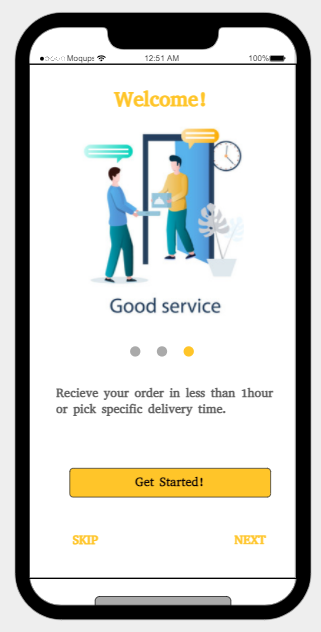 Moqups 12:51 AM 100%
Welcome!
Good service
Recieve your order in less than 1hour
or pick specific delivery time.
Get Started!
SKIP NEXT